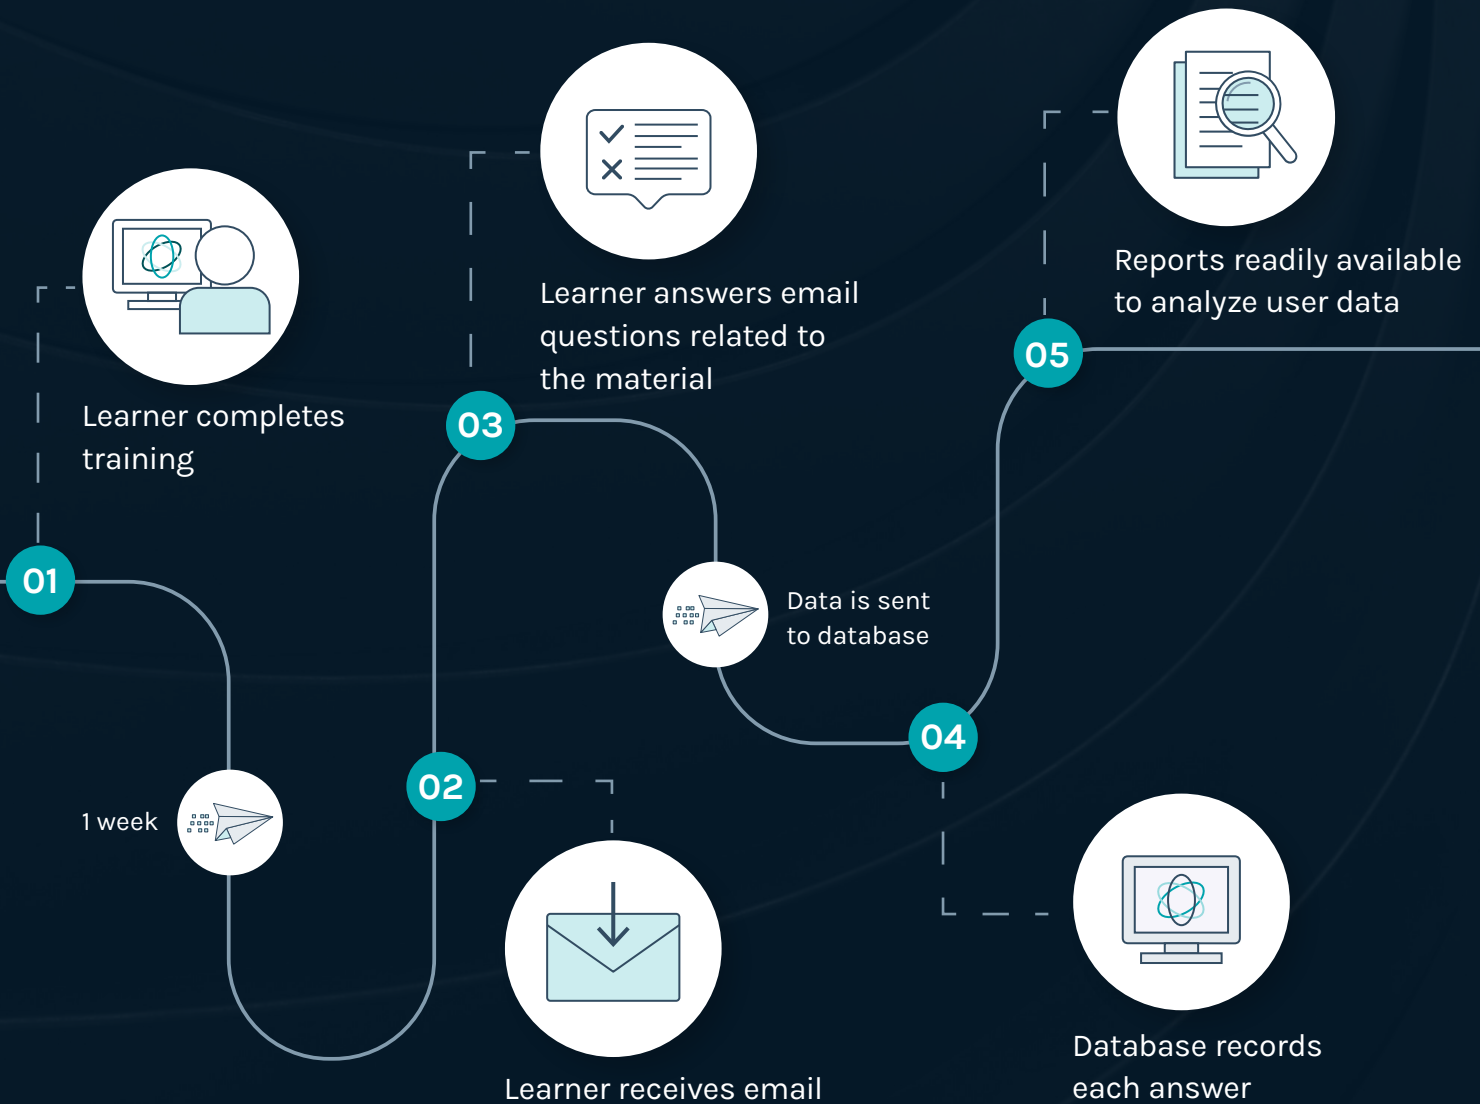 01
Learner completes
training
1 week
02
Learner receives email
03
Learner answers email
questions related to
the material
Data is sent
to database
04
Database records
each answer
05
Reports readily available
to analyze user data